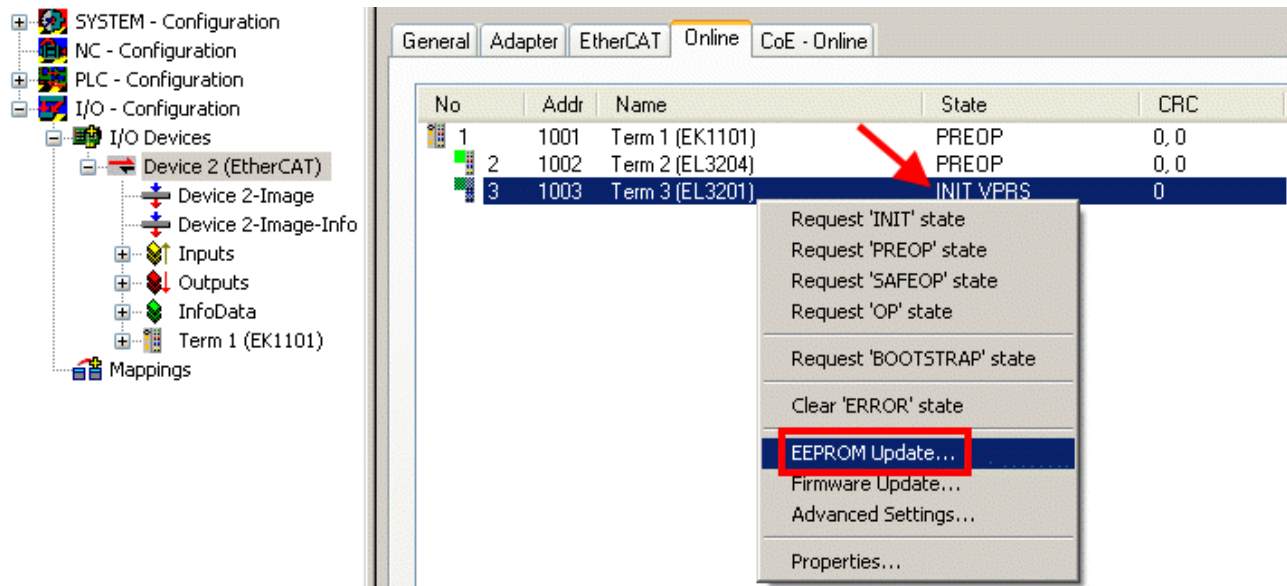 SYSTEM - Configuration
NC - Configuration
PLC - Configuration
I/O - Configuration
I/O Devices
Device 2 (EtherCAT)
Device 2-Image
Device 2-Image-Info
Inputs
Outputs
InfoData
Term 1 (EK1101)
Mappings
General Adapter EtherCAT Online CoE - Online
No Addr Name State CRC
1 1001 Term 1 (EK1101) PREOP 0, 0
2 1002 Term 2 (EL3204) PREOP 0, 0
3 1003 Term 3 (EL3201) INIT VPRS 0
Request 'INIT' state
Request 'PREOP' state
Request 'SAFEOP' state
Request 'OP' state
Request 'BOOTSTRAP' state
Clear 'ERROR' state
EEPROM Update...
Firmware Update...
Advanced Settings...
Properties...